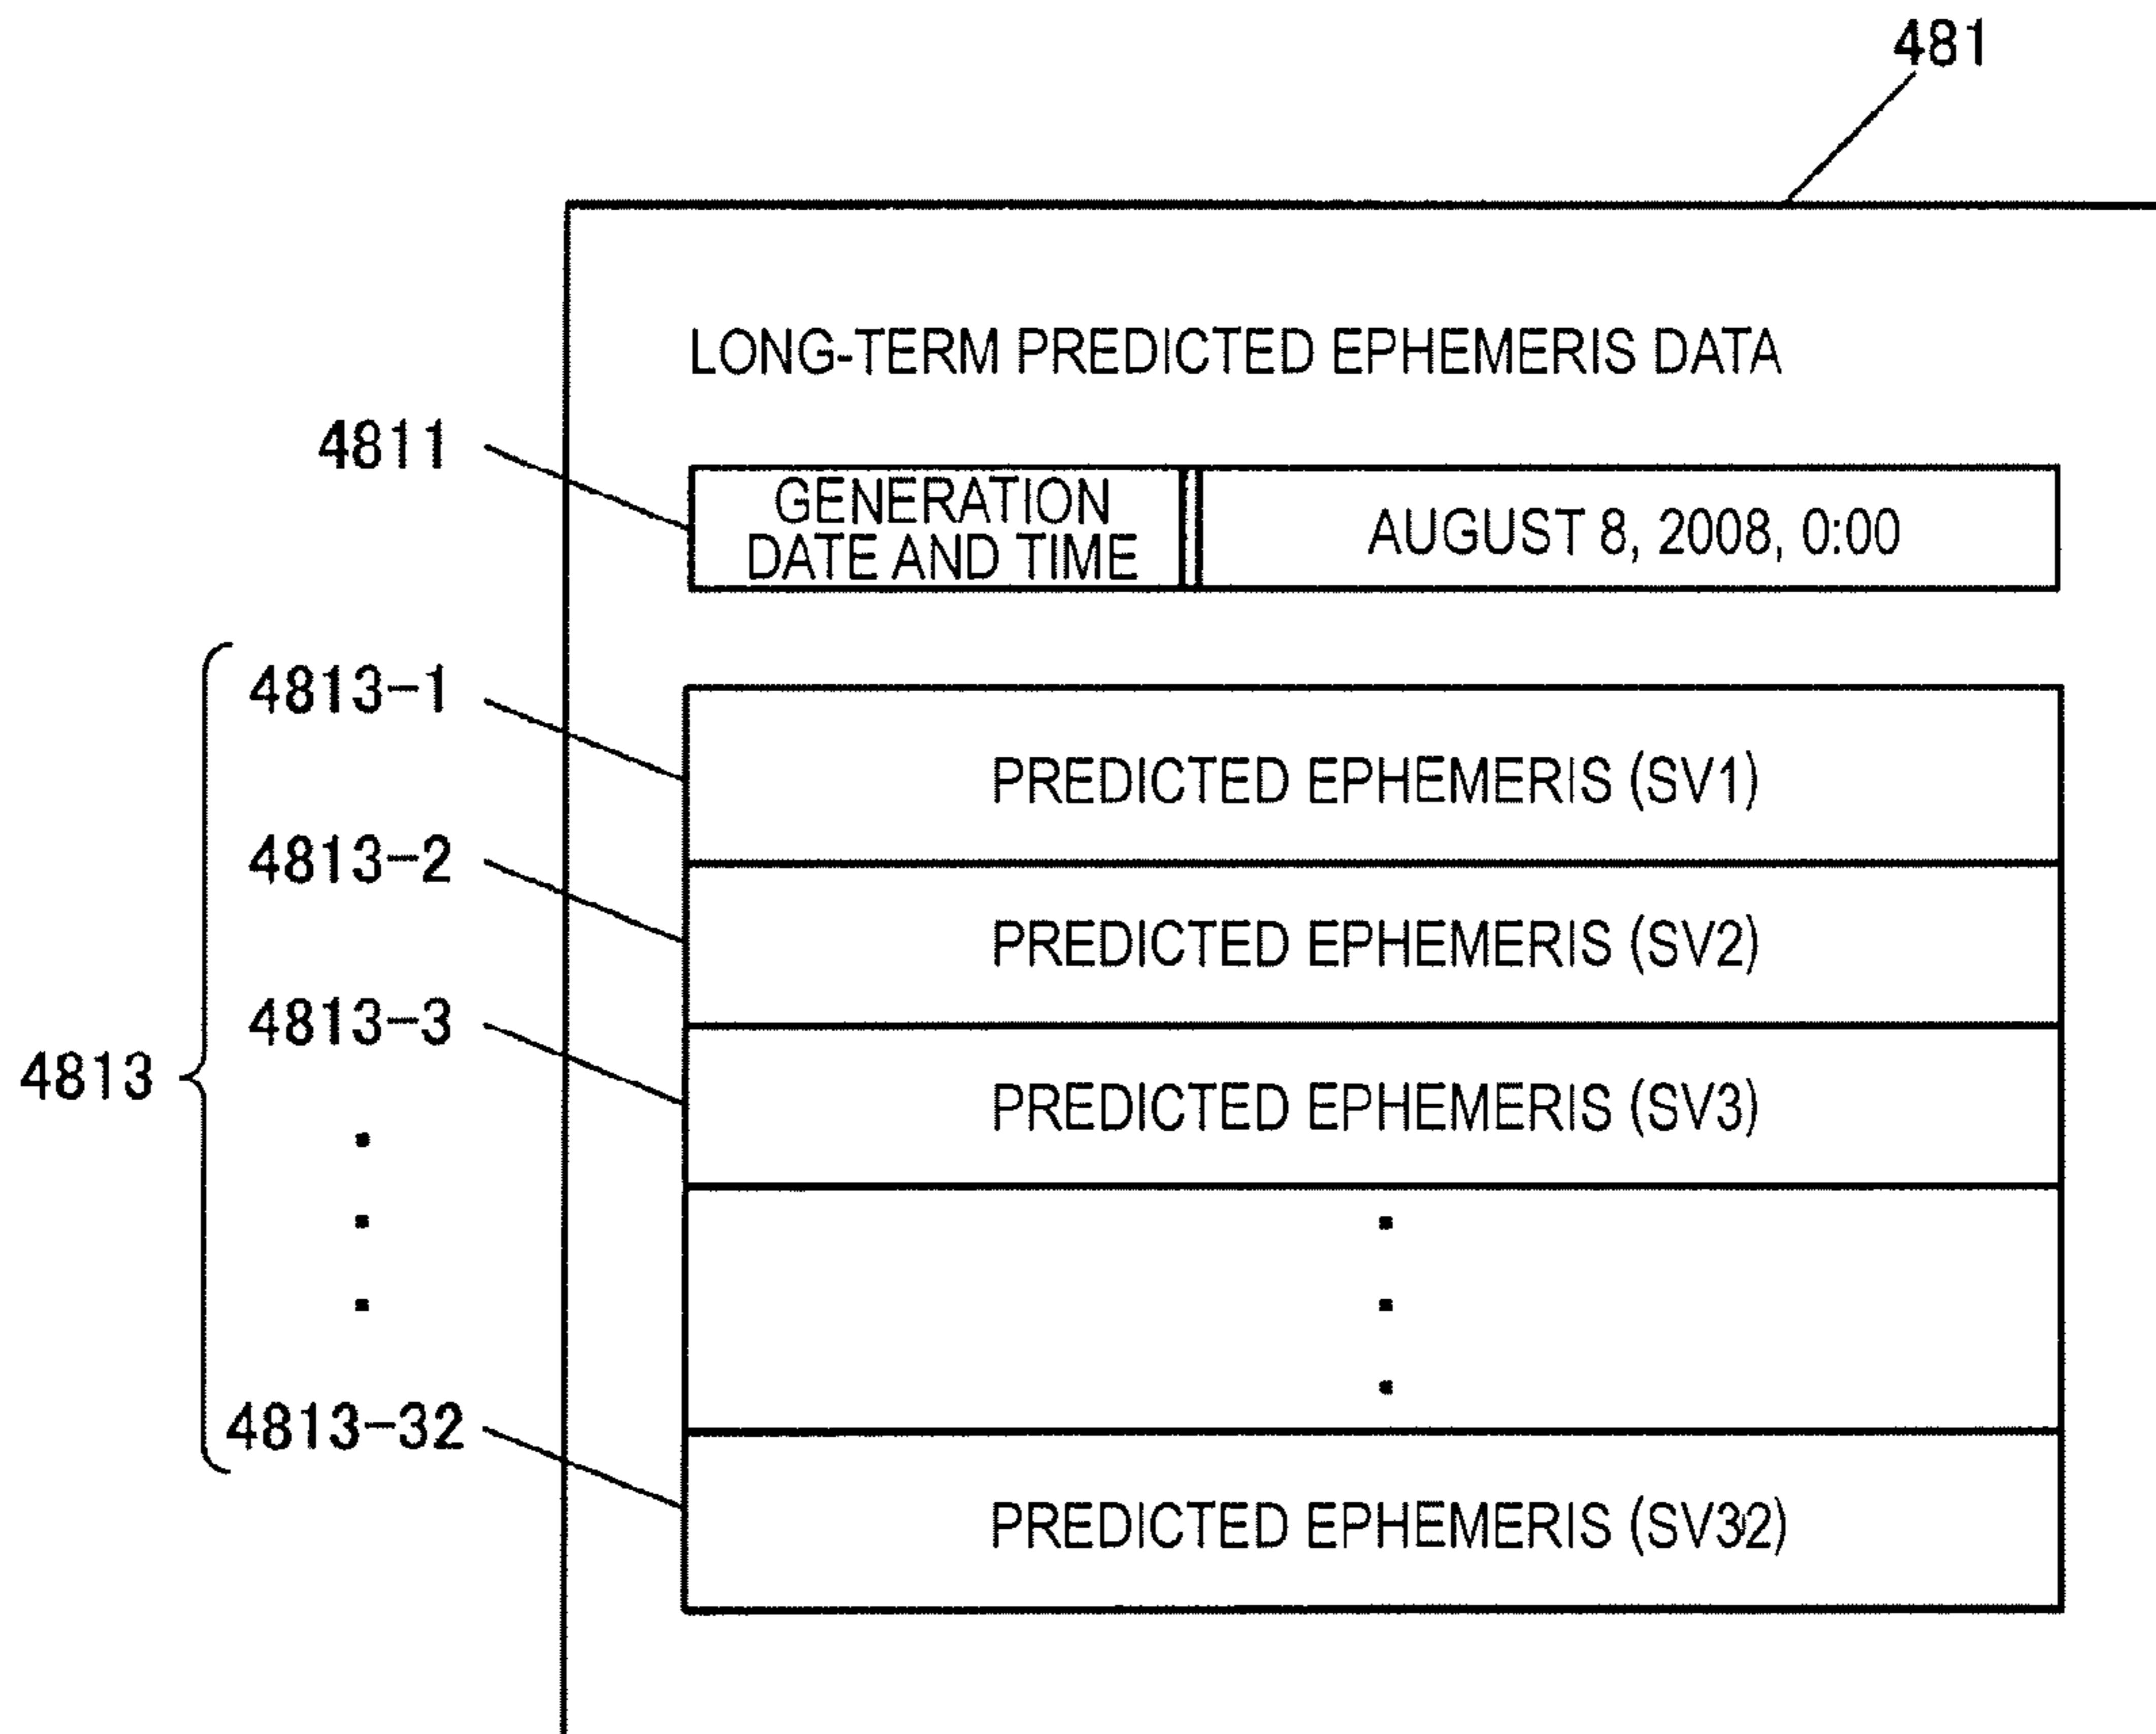 481
LONG-TERM PREDICTED EPHEMERIS DATA
4811
GENERATION
DATE AND TIME
AUGUST 8, 2008, 0:00
4813
4813-1
PREDICTED EPHEMERIS (SV1)
4813-2
PREDICTED EPHEMERIS (SV2)
4813-3
PREDICTED EPHEMERIS (SV3)
4813-32
PREDICTED EPHEMERIS (SV32)